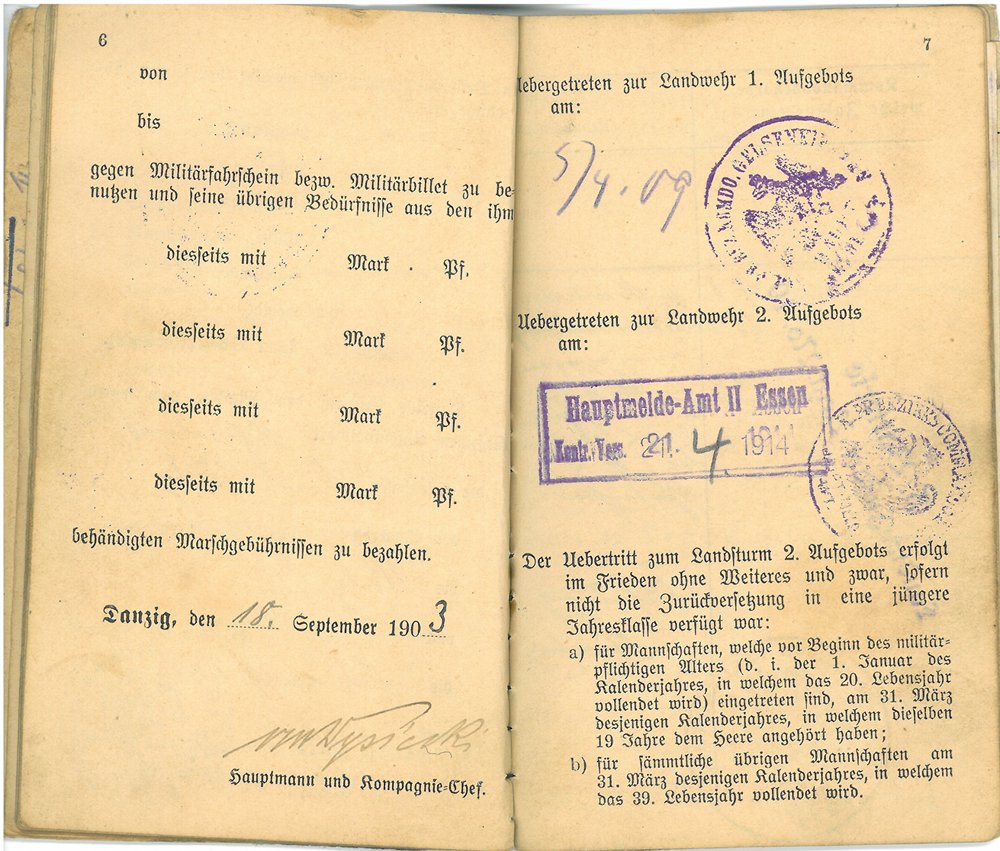 6
von
bis
gegen Militärfahrschein bezw. Militärbillet zu be-
nutzen und seine übrigen Bedürfnisse aus den ihm
diesseits mit Mark Pf.
diesseits mit Mark Pf.
diesseits mit Mark Pf.
diesseits mit Mark Pf.
behändigten Marschgebührnissen zu bezahlen.
Danzig, den 18. September 1903
Hauptmann und Kompagnie-Chef.
7
Uebergetreten zur Landwehr 1. Aufgebots
am:
5/4.09
GELSENKIRCHEN
Uebergetreten zur Landwehr 2. Aufgebots
am:
Hauptmelde-Amt II Essen
Kontr. Vers. 21. 4 1914
Der Uebertritt zum Landsturm 2. Aufgebots erfolgt
im Frieden ohne Weiteres und zwar, sofern
nicht die Zurückversetzung in eine jüngere
Jahresklasse verfügt war:
a) für Mannschaften, welche vor Beginn des militär-
pflichtigen Alters (d. i. der 1. Januar des
Kalenderjahres, in welchem das 20. Lebensjahr
vollendet wird) eingetreten sind, am 31. März
desjenigen Kalenderjahres, in welchem dieselben
19 Jahre dem Heere angehört haben;
b) für sämmtliche übrigen Mannschaften am
31. März desjenigen Kalenderjahres, in welchem
das 39. Lebensjahr vollendet wird.